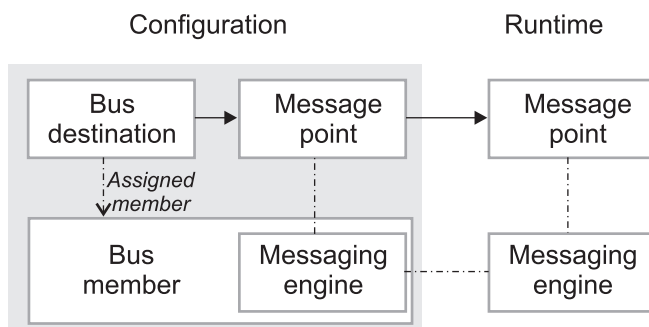 Configuration
Runtime
Bus
destination
Message
point
Message
point
Assigned
member
Bus
member
Messaging
engine
Messaging
engine